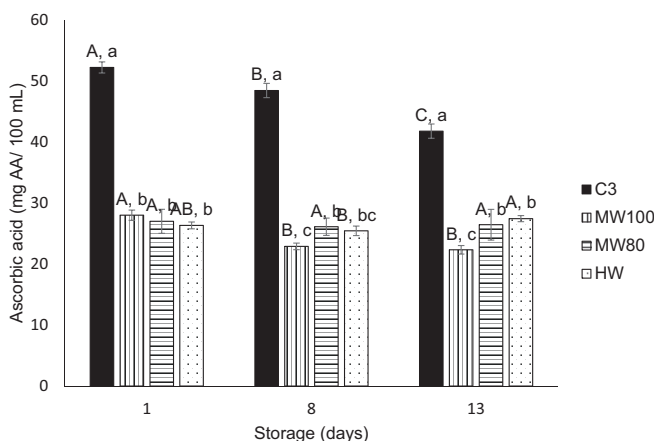 60
50
40
30
20
10
0
Ascorbic acid (mg AA/ 100 mL)
A, a
B, a
C, a
A, b
A, b
AB, b
B, c
A, b
B, bc
B, c
A, b
A, b
1
8
13
Storage (days)
C3
MW100
MW80
HW